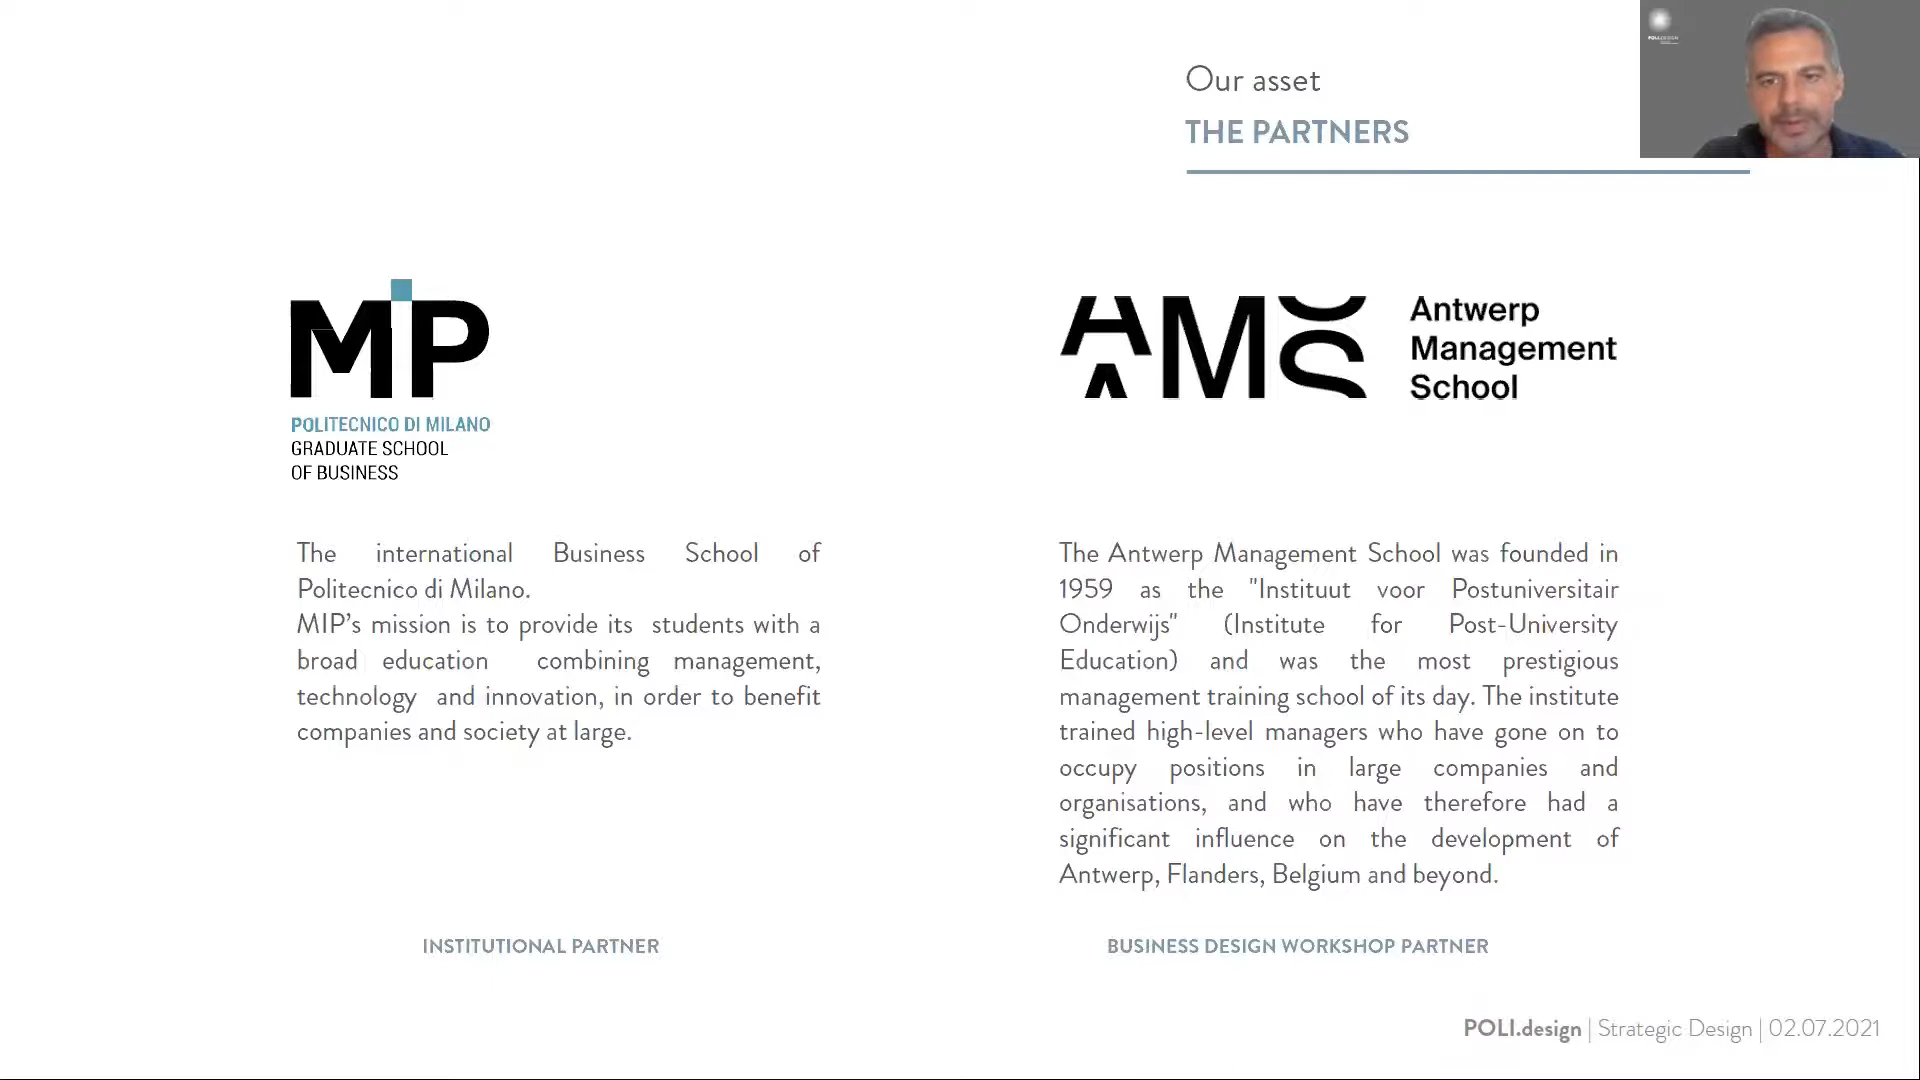 Our asset
THE PARTNERS
POLI.DESIGN
MIP
POLITECNICO DI MILANO
GRADUATE SCHOOL
OF BUSINESS
The international Business School of
Politecnico di Milano.
MIP’s mission is to provide its students with a
broad education combining management,
technology and innovation, in order to benefit
companies and society at large.
INSTITUTIONAL PARTNER
AMS
Antwerp
Management
School
The Antwerp Management School was founded in
1959 as the "Instituut voor Postuniversitair
Onderwijs" (Institute for Post-University
Education) and was the most prestigious
management training school of its day. The institute
trained high-level managers who have gone on to
occupy positions in large companies and
organisations, and who have therefore had a
significant influence on the development of
Antwerp, Flanders, Belgium and beyond.
BUSINESS DESIGN WORKSHOP PARTNER
POLI.design | Strategic Design | 02.07.2021